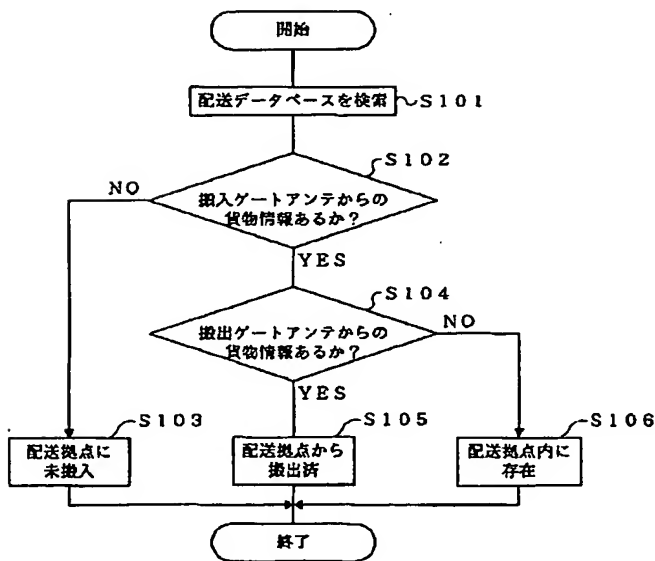 開始
配送データベースを検索
S101
S102
搬入ゲートアンテからの
貨物情報あるか？
NO
YES
S104
搬出ゲートアンテからの
貨物情報あるか？
NO
YES
S103
配送拠点に
未搬入
S105
配送拠点から
搬出済
S106
配送拠点内に
存在
終了